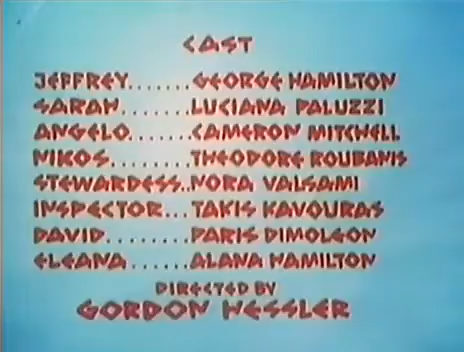 CAST
JEFFREY.......GEORGE HAMILTON
SARAH........LUCIANA PALUZZI
ANGELO.......CAMERON MITCHELL
NIKOS........THEODORE ROUBANIS
STEWARDESS..NORA VALSAMI
INSPECTOR...TAKIS KAVOURAS
DAVID........PARIS DIMOLEON
ELEANA......ALANA HAMILTON
DIRECTED BY
GORDON HESSLER